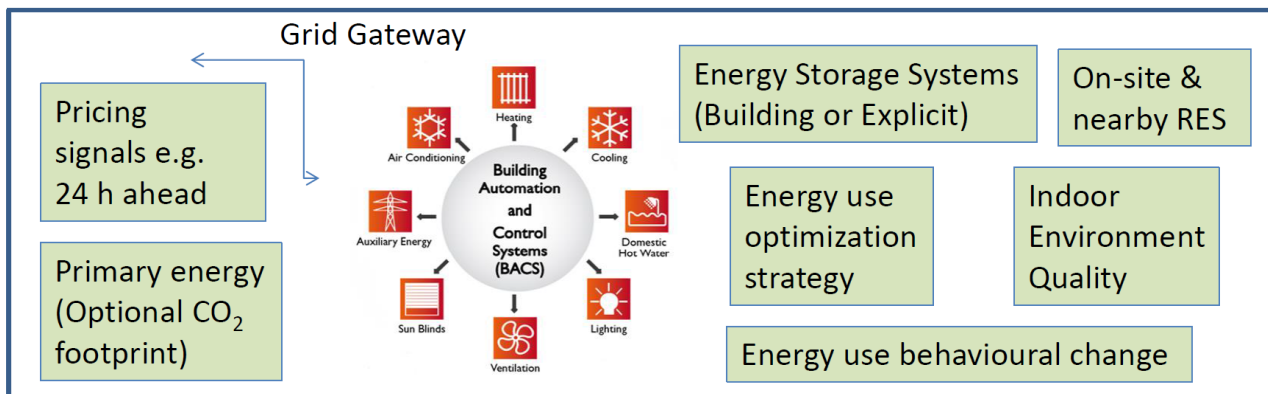 Grid Gateway
Pricing
signals e.g.
24 h ahead
Primary energy
(Optional CO₂
footprint)
Heating
Air Conditioning
Cooling
Building
Automation
and
Control
Systems
(BACS)
Auxiliary Energy
Domestic
Hot Water
Sun Blinds
Lighting
Ventilation
Energy Storage Systems
(Building or Explicit)
On-site &
nearby RES
Energy use
optimization
strategy
Indoor
Environment
Quality
Energy use behavioural change